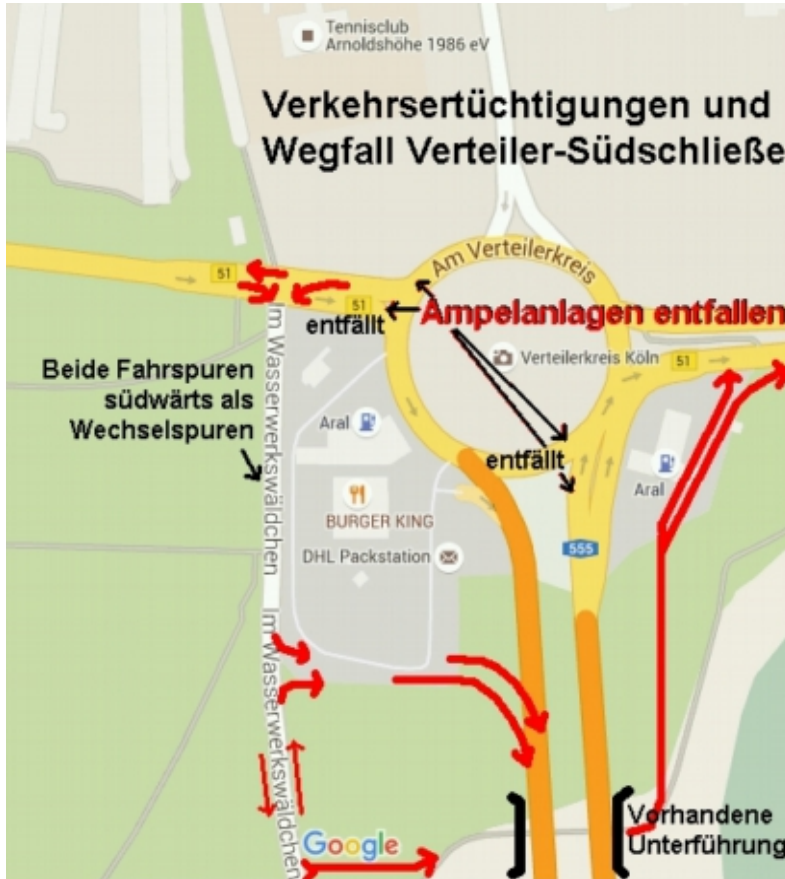 Tennisclub
Arnoldshöhe 1986 eV
Verkehrsertüchtigungen und
Wegfall Verteiler-Südschließe
Am Verteilerkreis
51
51
Ampelanlagen entfallen
entfällt
Im Wasserwerkswäldchen
Verteilerkreis Köln
51
Beide Fahrspuren
südwärts als
Wechselspuren
Aral
entfällt
Aral
BURGER KING
DHL Packstation
555
Im Wasserwerkswäldchen
Vorhandene
Unterführung
Google